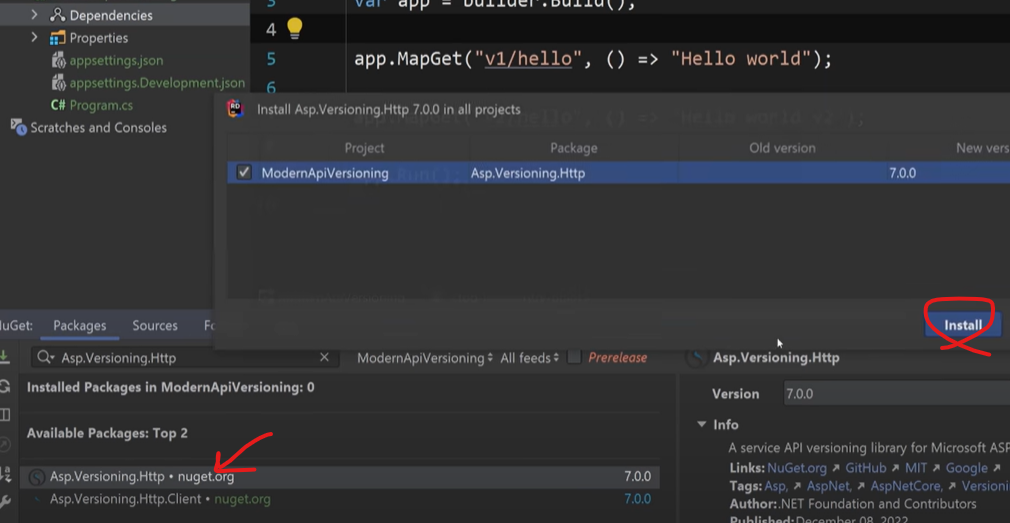 Dependencies
3 var app = builder.Build();
4
Properties
appsettings.json
5 app.MapGet("v1/hello", () => "Hello world");
appsettings.Development.json
6
C# Program.cs
RD Install Asp.Versioning.Http 7.0.0 in all projects
Scratches and Consoles
Project Package Old version New vers
ModernApiVersioning Asp.Versioning.Http 7.0.0
uGet: Packages Sources Fo
Install
Asp.Versioning.Http ModernApiVersioning All feeds Prerelease Asp.Versioning.Http
Installed Packages in ModernApiVersioning: 0
Version 7.0.0
Info
Available Packages: Top 2
A service API versioning library for Microsoft ASP
Asp.Versioning.Http • nuget.org 7.0.0
Links: NuGet.org GitHub MIT Google
Tags: Asp, AspNet, AspNetCore, Versioni
Asp.Versioning.Http.Client • nuget.org 7.0.0
Author:.NET Foundation and Contributors
Published:December 08, 2022